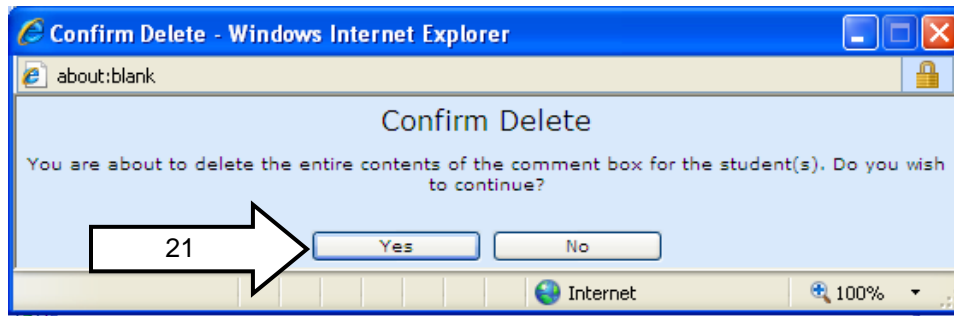 Confirm Delete - Windows Internet Explorer
about:blank
Confirm Delete
You are about to delete the entire contents of the comment box for the student(s). Do you wish
to continue?
21
Yes No
Internet 100%